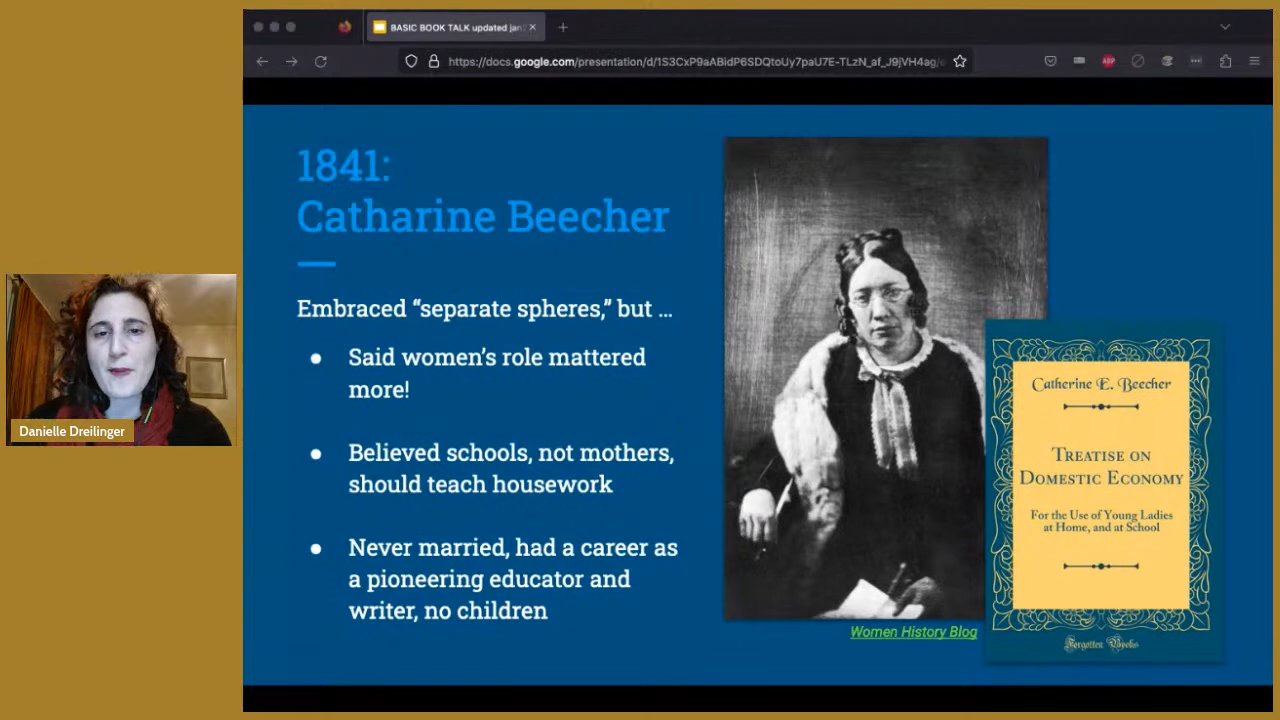 BASIC BOOK TALK updated jan
https://docs.google.com/presentation/d/1S3CxP9aABidP6SDQtoUy7paU7E-TLzN_af_J9jVH4ag/
1841:
Catharine Beecher
Embraced “separate spheres,” but ...
● Said women’s role mattered
more!
● Believed schools, not mothers,
should teach housework
● Never married, had a career as
a pioneering educator and
writer, no children
Women History Blog
Catherine E. Beecher
Treatise on
Domestic Economy
For the Use of Young Ladies
at Home, and at School
Forgotten Books
Danielle Dreilinger
ABP